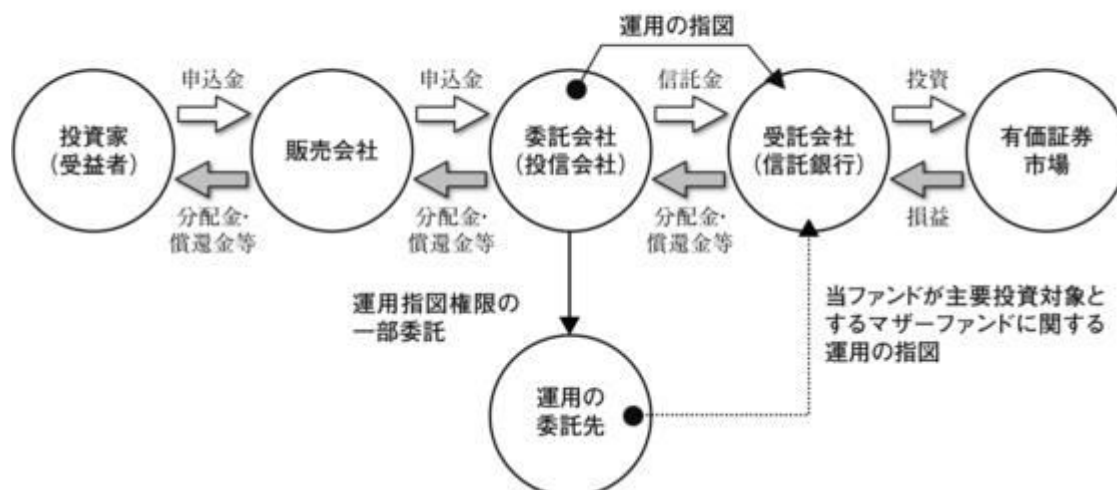 運用の指図
申込金
申込金
信託金
投資
投資家
(受益者)
販売会社
委託会社
(投信会社)
受託会社
(信託銀行)
有価証券
市場
分配金・
償還金等
分配金・
償還金等
分配金・
償還金等
損益
運用指図権限の
一部委託
当ファンドが主要投資対象と
するマザーファンドに関する
運用の指図
運用の
委託先